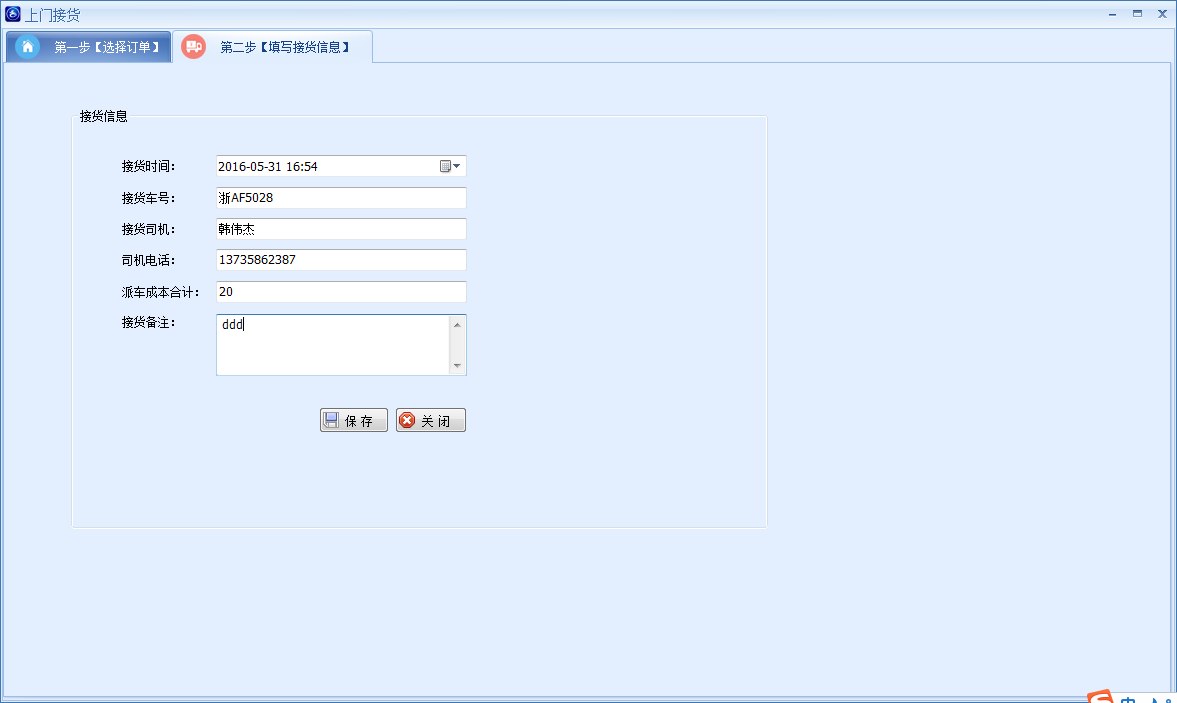 上门接货
第一步【选择订单】
第二步【填写接货信息】
接货信息
接货时间： 2016-05-31 16:54
接货车号： 浙AF5028
接货司机： 韩伟杰
司机电话： 13735862387
派车成本合计： 20
接货备注： ddd
保 存 关 闭